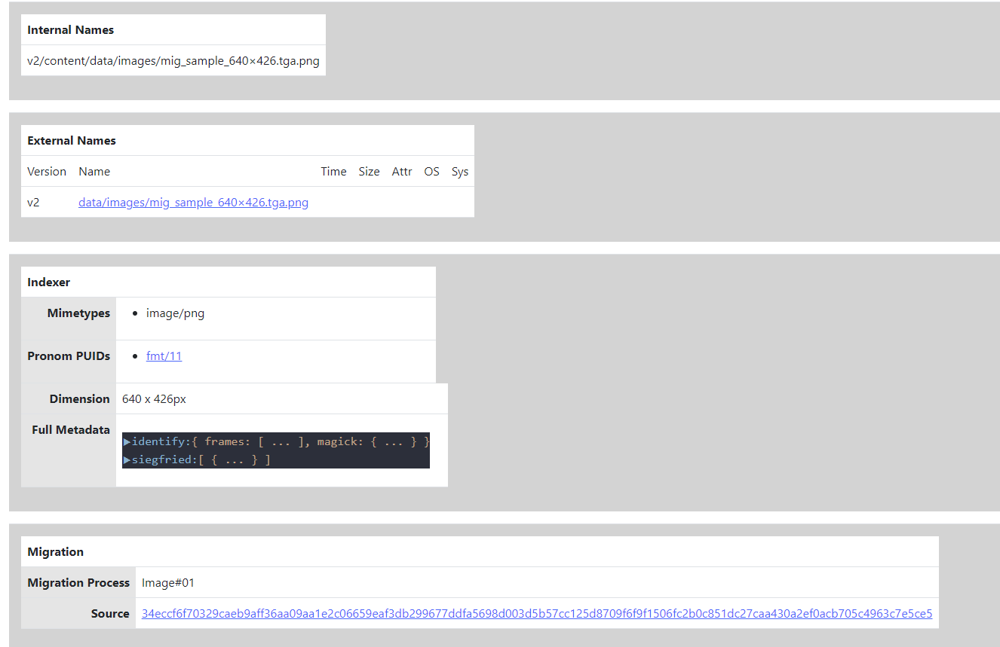 Internal Names
v2/content/data/images/mig_sample_640×426.tga.png
External Names
Version Name Time Size Attr OS Sys
v2 data/images/mig_sample_640×426.tga.png
Indexer
Mimetypes • image/png
Pronom PUIDs • fmt/11
Dimension 640 x 426px
Full Metadata
▶identify:{ frames: [ ... ], magick: { ... } }
▶siegfried:[ { ... } ]
Migration
Migration Process Image#01
Source 34eccf6f70329caeb9aff36aa09aa1e2c06659eaf3db299677ddfa5698d003d5b57cc125d8709f6f9f1506fc2b0c851dc27caa430a2ef0acb705c4963c7e5ce5